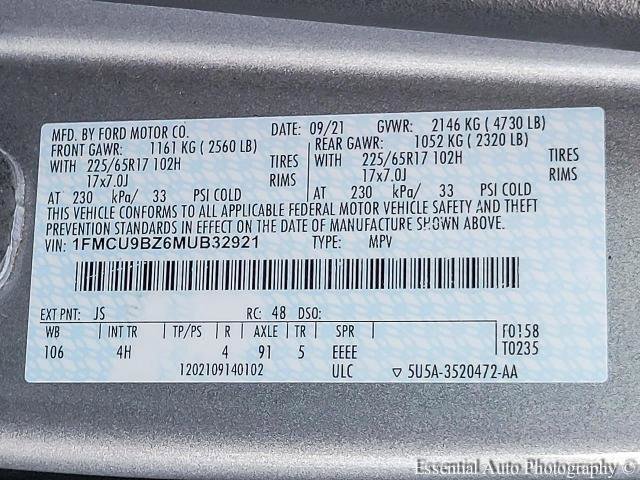 MFD. BY FORD MOTOR CO.
DATE: 09/21 GVWR: 2146 KG ( 4730 LB)
FRONT GAWR: 1161 KG ( 2560 LB) REAR GAWR: 1052 KG ( 2320 LB)
WITH 225/65R17 102H TIRES WITH 225/65R17 102H TIRES
17x7.0J RIMS 17x7.0J RIMS
AT 230 kPa/ 33 PSI COLD AT 230 kPa/ 33 PSI COLD
THIS VEHICLE CONFORMS TO ALL APPLICABLE FEDERAL MOTOR VEHICLE SAFETY AND THEFT
PREVENTION STANDARDS IN EFFECT ON THE DATE OF MANUFACTURE SHOWN ABOVE.
VIN: 1FMCU9BZ6MUB32921 TYPE: MPV
EXT PNT: JS RC: 48 DSO:
WB INT TR TP/PS R AXLE TR SPR F0158
106 4H 4 91 5 EEEE T0235
1202109140102 ULC ▽ 5U5A-3520472-AA
Essential Auto Photography ©